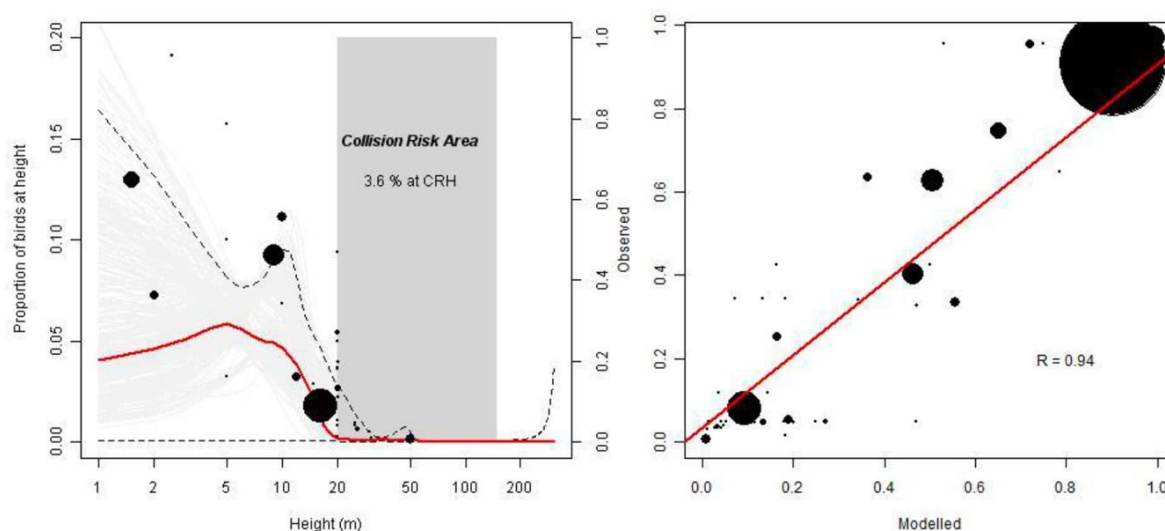 0.20
0.15
0.10
0.05
0.00
Proportion of birds at height
Collision Risk Area
3.6 % at CRH
1 2 5 10 20 50 100 200
Height (m)
1.0
0.8
0.6
0.4
0.2
0.0
Observed
1.0
0.8
0.6
0.4
0.2
0.0
R = 0.94
0.0 0.2 0.4 0.6 0.8 1.0
Modelled